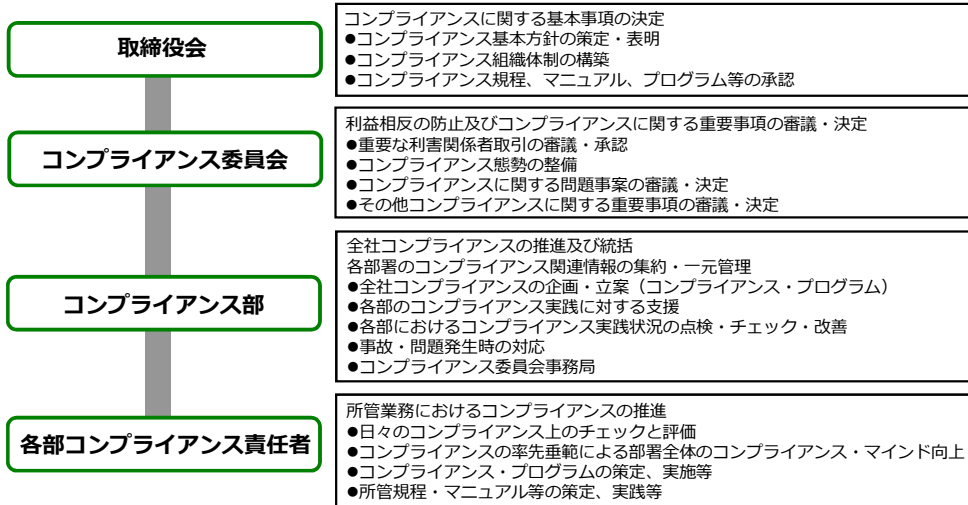 取締役会
コンプライアンスに関する基本事項の決定
●コンプライアンス基本方針の策定・表明
●コンプライアンス組織体制の構築
●コンプライアンス規程、マニュアル、プログラム等の承認
コンプライアンス委員会
利益相反の防止及びコンプライアンスに関する重要事項の審議・決定
●重要な利害関係者取引の審議・承認
●コンプライアンス態勢の整備
●コンプライアンスに関する問題事案の審議・決定
●その他コンプライアンスに関する重要事項の審議・決定
コンプライアンス部
全社コンプライアンスの推進及び統括
各部署のコンプライアンス関連情報の集約・一元管理
●全社コンプライアンスの企画・立案（コンプライアンス・プログラム）
●各部のコンプライアンス実践に対する支援
●各部におけるコンプライアンス実践状況の点検・チェック・改善
●事故・問題発生時の対応
●コンプライアンス委員会事務局
各部コンプライアンス責任者
所管業務におけるコンプライアンスの推進
●日々のコンプライアンス上のチェックと評価
●コンプライアンスの率先垂範による部署全体のコンプライアンス・マインド向上
●コンプライアンス・プログラムの策定、実施等
●所管規程・マニュアル等の策定、実践等